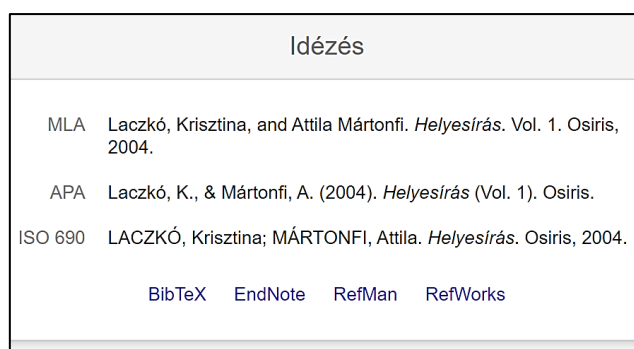 Idézés
MLA Laczkó, Krisztina, and Attila Mártonfi. Helyesírás. Vol. 1. Osiris,
2004.
APA Laczkó, K., & Mártonfi, A. (2004). Helyesírás (Vol. 1). Osiris.
ISO 690 LACZKÓ, Krisztina; MÁRTONFI, Attila. Helyesírás. Osiris, 2004.
BibTeX EndNote RefMan RefWorks